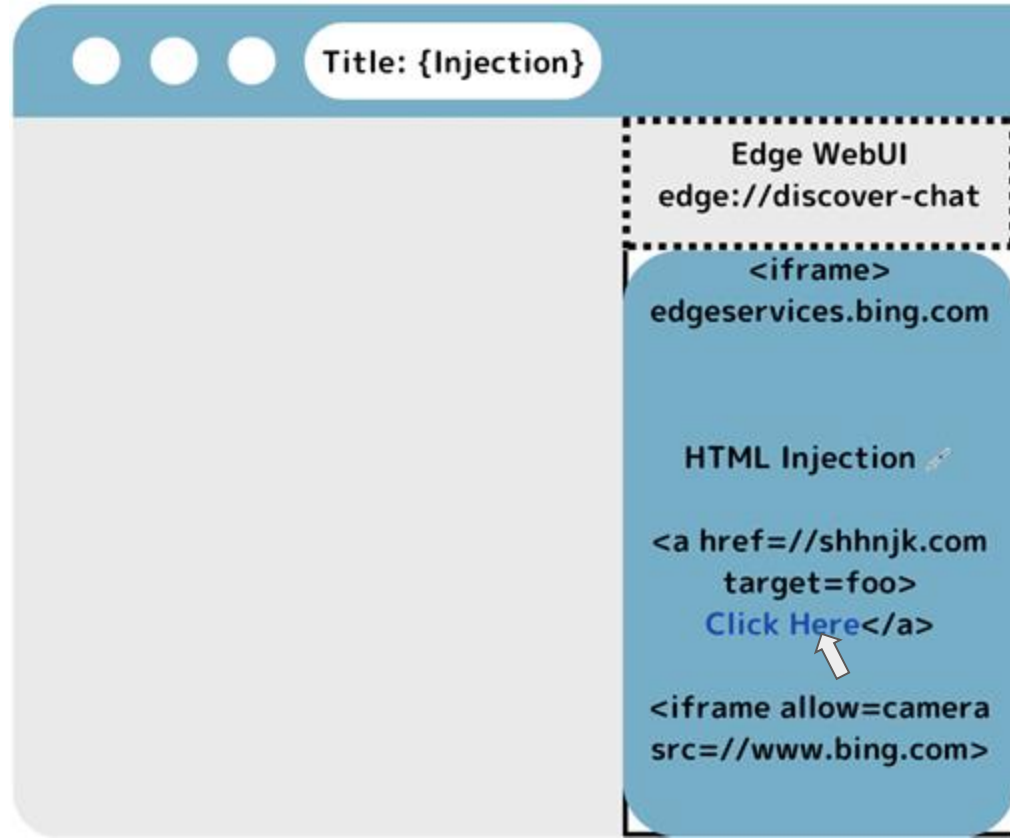 Title: {Injection}
Edge WebUI
edge://discover-chat
<iframe>
edgeservices.bing.com
HTML Injection 💉
<a href=//shhnjk.com
target=foo>
Click Here</a>
<iframe allow=camera
src=//www.bing.com>